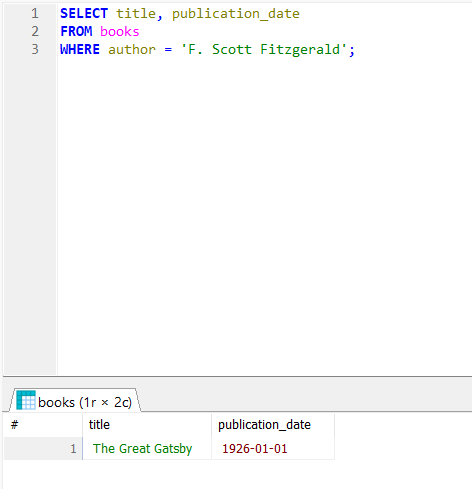 1 SELECT title, publication_date
2 FROM books
3 WHERE author = 'F. Scott Fitzgerald';
books (1r × 2c)
# title publication_date
1 The Great Gatsby 1926-01-01